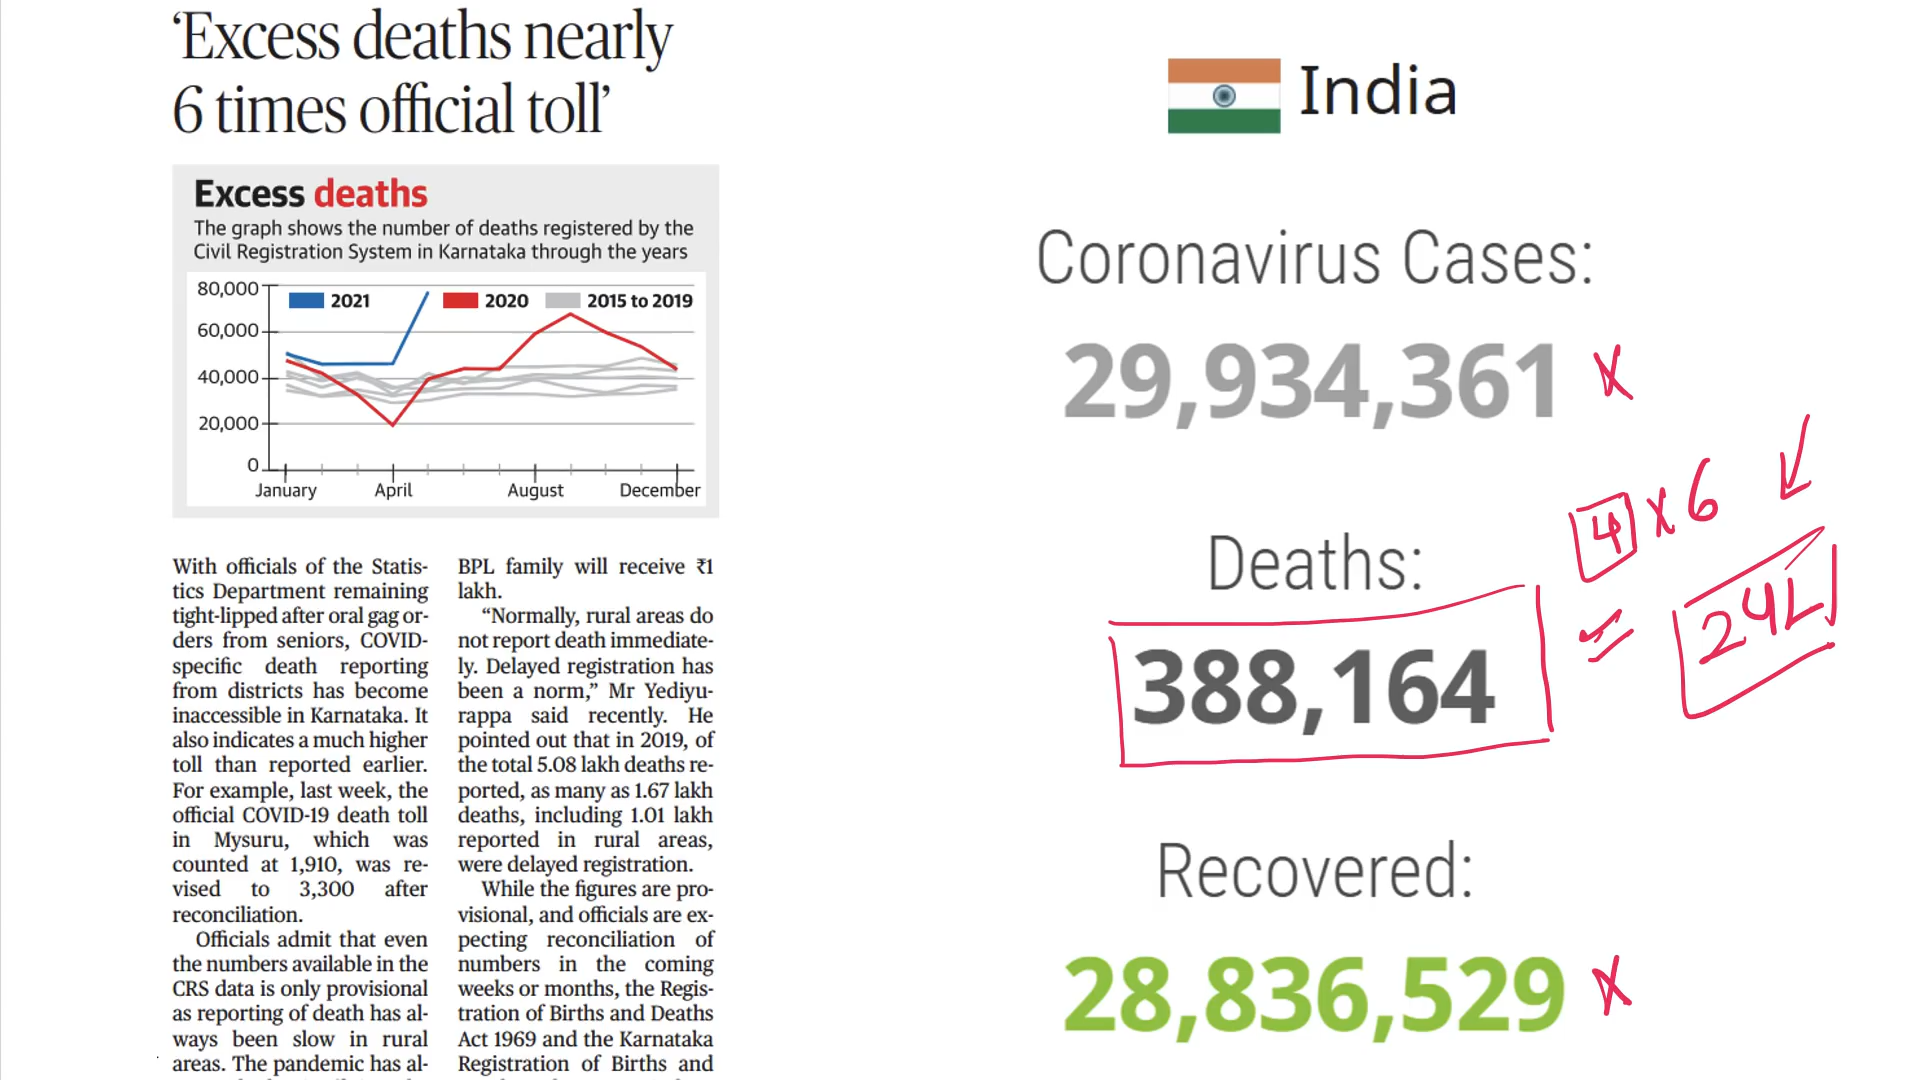 ‘Excess deaths nearly
6 times official toll’
Excess deaths
The graph shows the number of deaths registered by the
Civil Registration System in Karnataka through the years
80,000
2021
2020
2015 to 2019
60,000
40,000
20,000
0
January
April
August
December
With officials of the Statis-
tics Department remaining
tight-lipped after oral gag or-
ders from seniors, COVID-
specific death reporting
from districts has become
inaccessible in Karnataka. It
also indicates a much higher
toll than reported earlier.
For example, last week, the
official COVID-19 death toll
in Mysuru, which was
counted at 1,910, was re-
vised to 3,300 after
reconciliation.
Officials admit that even
the numbers available in the
CRS data is only provisional
as reporting of death has al-
ways been slow in rural
areas. The pandemic has al-
BPL family will receive ₹1
lakh.
“Normally, rural areas do
not report death immediate-
ly. Delayed registration has
been a norm,” Mr Yediyu-
rappa said recently. He
pointed out that in 2019, of
the total 5.08 lakh deaths re-
ported, as many as 1.67 lakh
deaths, including 1.01 lakh
reported in rural areas,
were delayed registration.
While the figures are pro-
visional, and officials are ex-
pecting reconciliation of
numbers in the coming
weeks or months, the Regis-
tration of Births and Deaths
Act 1969 and the Karnataka
Registration of Births and
India
Coronavirus Cases:
29,934,361 x
Deaths:
388,164
4 x 6
= 24L
Recovered:
28,836,529 x